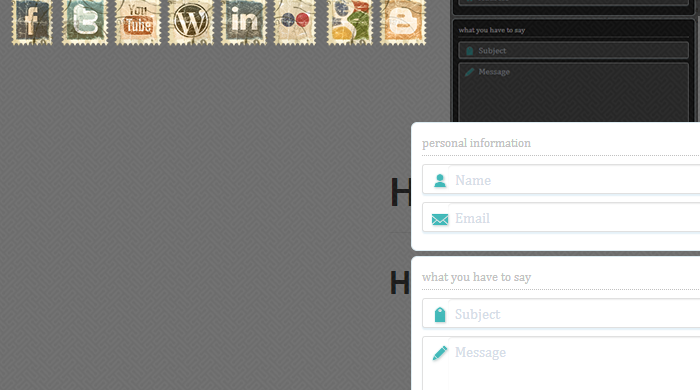 You
Tube
what you have to say
Subject
Message
personal information
Name
Email
what you have to say
Subject
Message